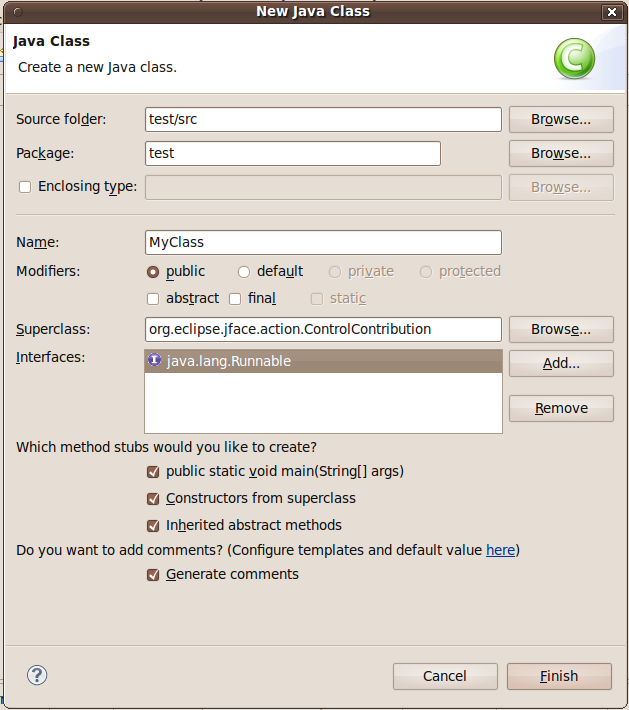 New Java Class
Java Class
Create a new Java class.
C
Source folder: test/src Browse...
Package: test Browse...
Enclosing type: Browse...
Name: MyClass
Modifiers: public default private protected
abstract final static
Superclass: org.eclipse.jface.action.ControlContribution Browse...
Interfaces: I java.lang.Runnable Add...
Remove
Which method stubs would you like to create?
public static void main(String[] args)
Constructors from superclass
Inherited abstract methods
Do you want to add comments? (Configure templates and default value here)
Generate comments
? Cancel Finish